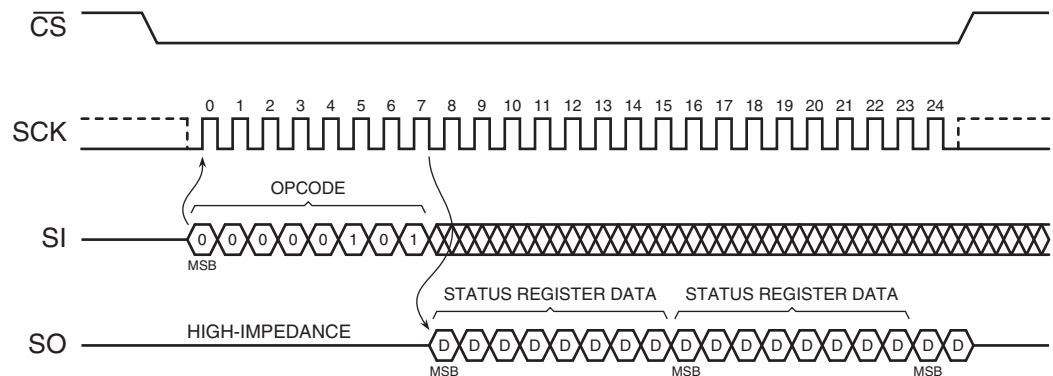 C̅S̅
0 1 2 3 4 5 6 7 8 9 10 11 12 13 14 15 16 17 18 19 20 21 22 23 24
SCK
OPCODE
SI 0 0 0 0 0 1 0 1
MSB
STATUS REGISTER DATA STATUS REGISTER DATA
HIGH-IMPEDANCE
SO D D D D D D D D D D D D D D D D D D
MSB MSB MSB